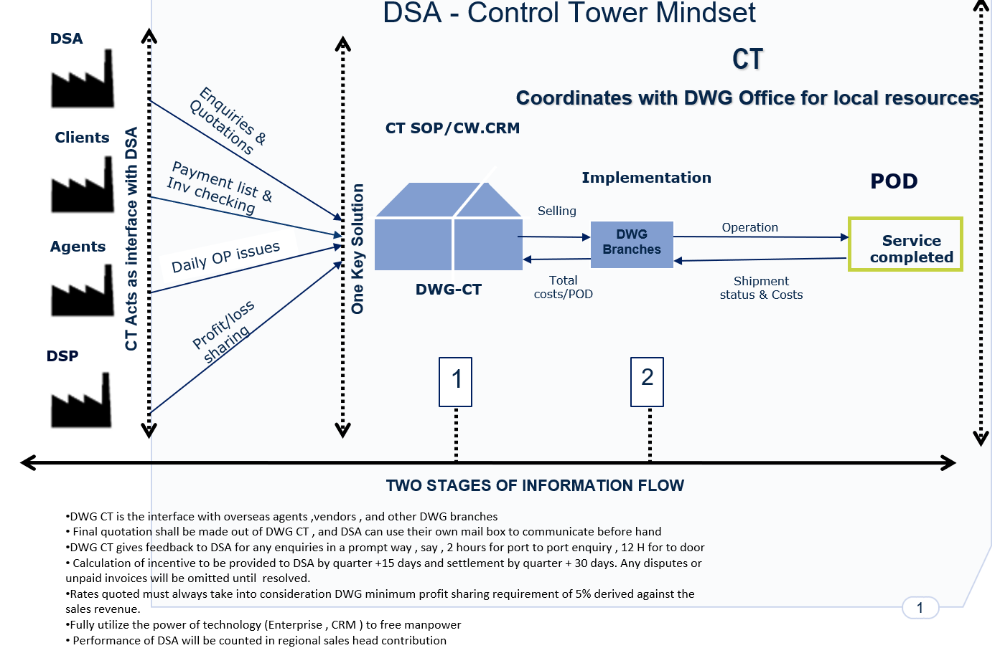 DSA - Control Tower Mindset
CT
Coordinates with DWG Office for local resources
DSA
Clients
Agents
DSP
CT Acts as interface with DSA
Enquiries &
Quotations
Payment list &
Inv checking
Daily OP issues
Profit/loss
sharing
One Key Solution
CT SOP/CW.CRM
DWG-CT
Implementation
Selling
DWG
Branches
Total
costs/POD
Operation
Shipment
status & Costs
POD
Service
completed
1
2
TWO STAGES OF INFORMATION FLOW
•DWG CT is the interface with overseas agents ,vendors , and other DWG branches
• Final quotation shall be made out of DWG CT , and DSA can use their own mail box to communicate before hand
•DWG CT gives feedback to DSA for any enquiries in a prompt way , say , 2 hours for port to port enquiry , 12 H for to door
• Calculation of incentive to be provided to DSA by quarter +15 days and settlement by quarter + 30 days. Any disputes or
unpaid invoices will be omitted until  resolved.
•Rates quoted must always take into consideration DWG minimum profit sharing requirement of 5% derived against the
sales revenue.
•Fully utilize the power of technology (Enterprise , CRM ) to free manpower
• Performance of DSA will be counted in regional sales head contribution
1